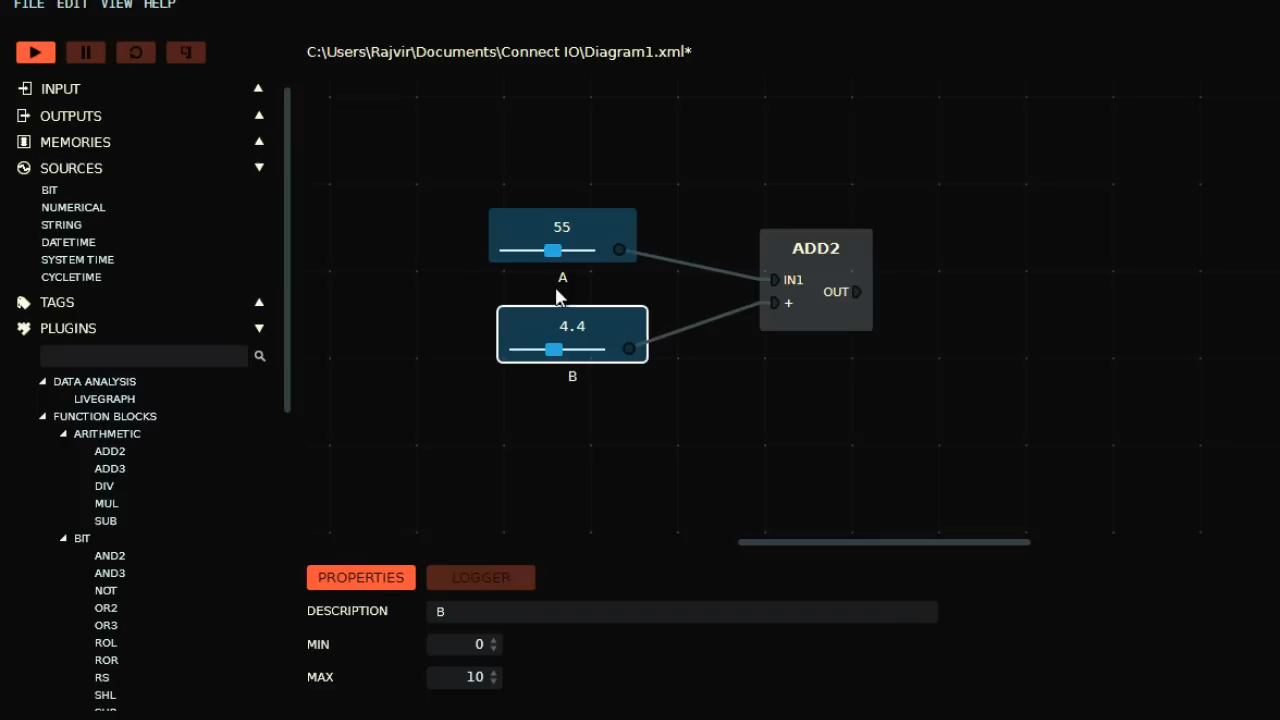 FILE EDIT VIEW HELP
C:\Users\Rajvir\Documents\Connect IO\Diagram1.xml*
INPUT
OUTPUTS
MEMORIES
SOURCES
BIT
NUMERICAL
STRING
DATETIME
SYSTEM TIME
CYCLETIME
TAGS
PLUGINS
DATA ANALYSIS
LIVEGRAPH
FUNCTION BLOCKS
ARITHMETIC
ADD2
ADD3
DIV
MUL
SUB
BIT
AND2
AND3
NOT
OR2
OR3
ROL
ROR
RS
SHL
55
A
4.4
B
ADD2
IN1
+
OUT
PROPERTIES
LOGGER
DESCRIPTION B
MIN 0
MAX 10